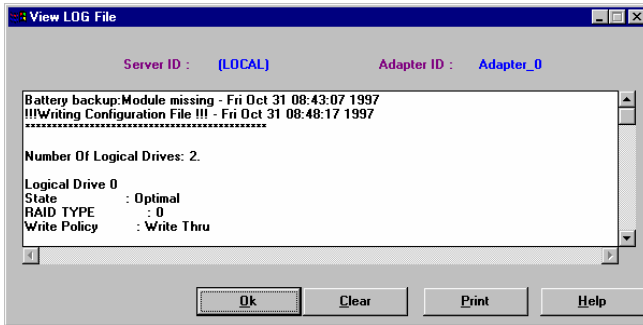 View LOG File
Server ID : (LOCAL) Adapter ID : Adapter_0
Battery backup:Module missing - Fri Oct 31 08:43:07 1997
!!!Writing Configuration File !!! - Fri Oct 31 08:48:17 1997
*******************************************
Number Of Logical Drives: 2.
Logical Drive 0
State : Optimal
RAID TYPE : 0
Write Policy : Write Thru
Ok Clear Print Help